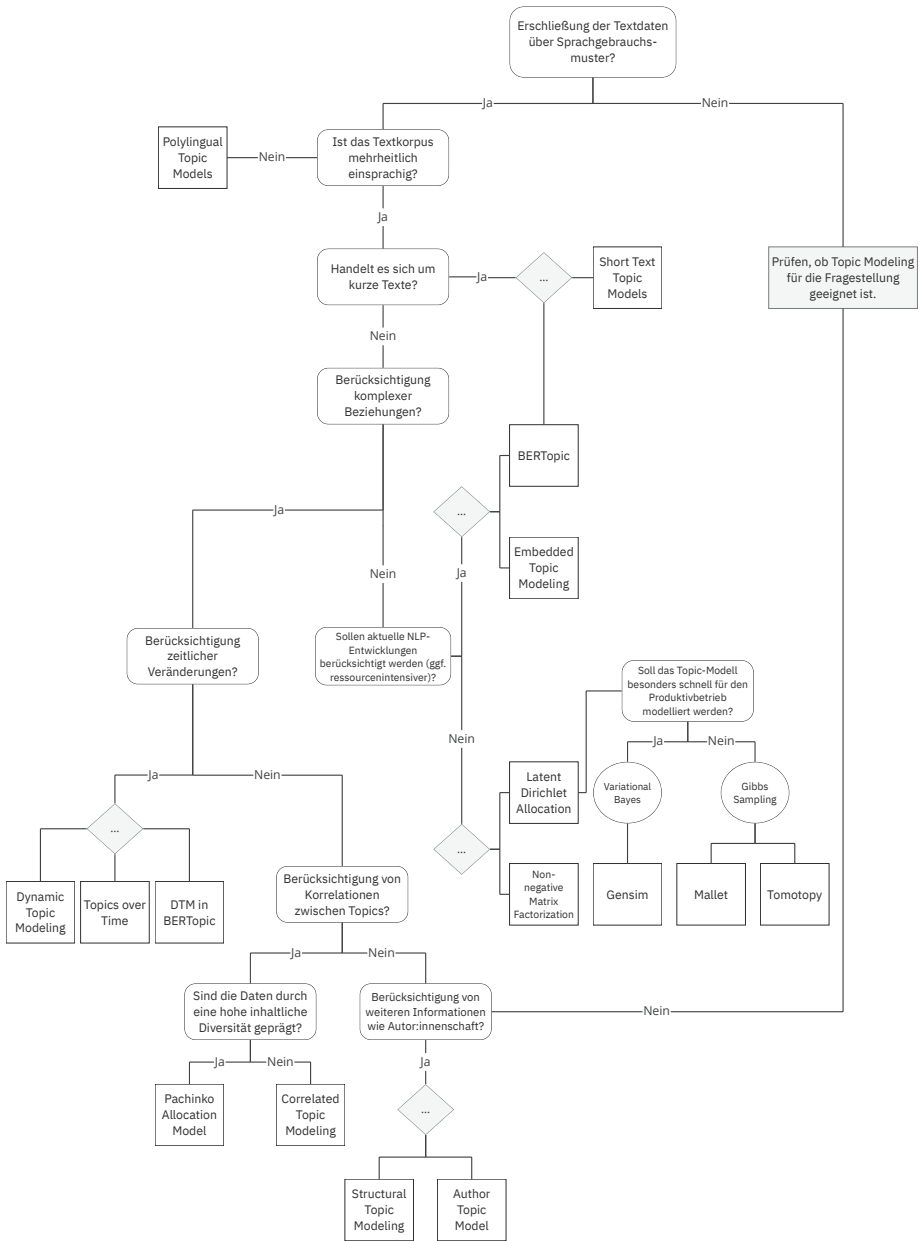 Erschließung der Textdaten
über Sprachgebrauchs-
muster?
Ja
Nein
Polylingual
Topic
Models
Nein
Ist das Textkorpus
mehrheitlich
einsprachig?
Ja
Handelt es sich um
kurze Texte?
Ja
...
Short Text
Topic
Models
Prüfen, ob Topic Modeling
für die Fragestellung
geeignet ist.
Nein
Berücksichtigung
komplexer
Beziehungen?
BERTopic
Ja
...
Embedded
Topic
Modeling
Nein
Ja
Berücksichtigung
zeitlicher
Veränderungen?
Sollen aktuelle NLP-
Entwicklungen
berücksichtigt werden (ggf.
ressourcenintensiver)?
Soll das Topic-Modell
besonders schnell für den
Produktivbetrieb
modelliert werden?
Nein
Ja
Nein
Ja
Nein
Latent
Dirichlet
Allocation
Variational
Bayes
Gibbs
Sampling
...
...
Dynamic
Topic
Modeling
Topics over
Time
DTM in
BERTopic
Berücksichtigung von
Korrelationen
zwischen Topics?
Non-
negative
Matrix
Factorization
Gensim
Mallet
Tomotopy
Ja
Nein
Sind die Daten durch
eine hohe inhaltliche
Diversität geprägt?
Berücksichtigung von
weiteren Informationen
wie Autor:innenschaft?
Nein
Ja
Nein
Ja
Pachinko
Allocation
Model
Correlated
Topic
Modeling
...
Structural
Topic
Modeling
Author
Topic
Model